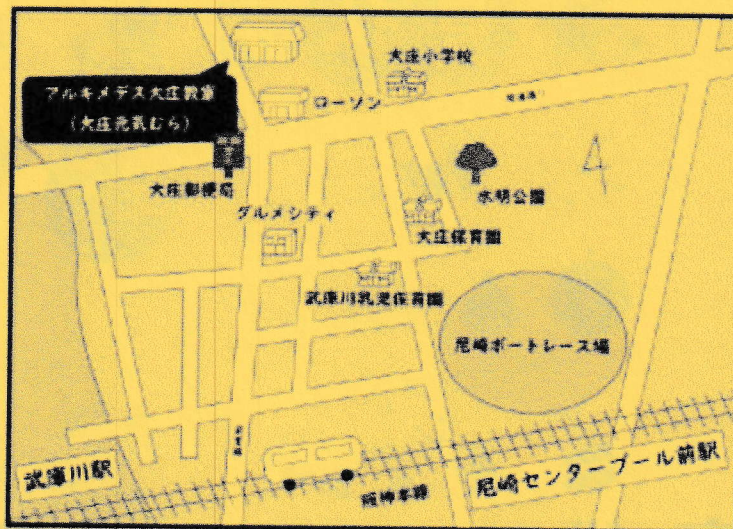 大庄小学校
アルキメデス大庄教室
(大庄元気むら)
ローソン
大庄郵便局
水明公園
グルメシティ
大庄保育園
武庫川乳児保育園
尼崎ボートレース場
武庫川駅
尼崎センタープール前駅
阪神本線